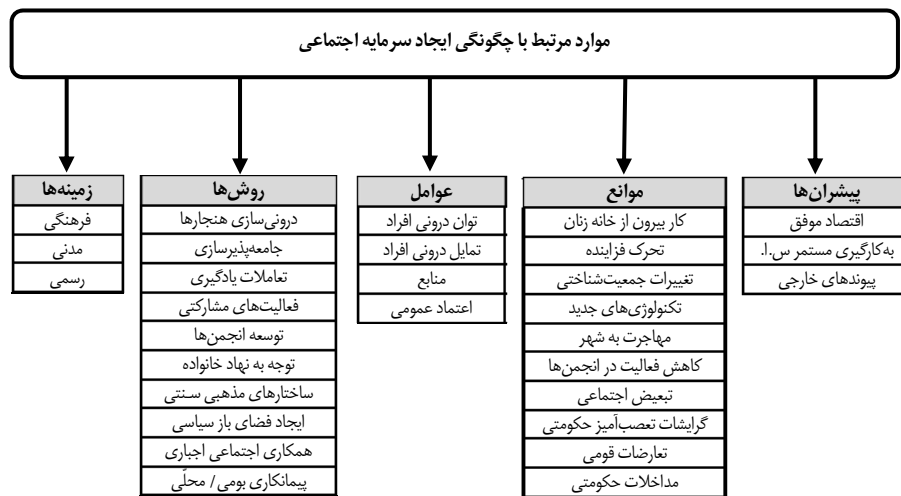 موارد مرتبط با چگونگی ایجاد سرمایه اجتماعی
پیشران‌ها
اقتصاد موفق
به‌کارگیری مستمر س.ا.
پیوندهای خارجی
موانع
کار بیرون از خانه زنان
تحرک فزاینده
تغییرات جمعیت‌شناختی
تکنولوژی‌های جدید
مهاجرت به شهر
کاهش فعالیت در انجمن‌ها
تبعیض اجتماعی
گرایشات تعصب‌آمیز حکومتی
تعارضات قومی
مداخلات حکومتی
عوامل
توان درونی افراد
تمایل درونی افراد
منابع
اعتماد عمومی
روش‌ها
درونی‌سازی هنجارها
جامعه‌پذیرسازی
تعاملات یادگیری
فعالیت‌های مشارکتی
توسعه انجمن‌ها
توجه به نهاد خانواده
ساختارهای مذهبی سنتی
ایجاد فضای باز سیاسی
همکاری اجتماعی اجباری
پیمانکاری بومی/ محلّی
زمینه‌ها
فرهنگی
مدنی
رسمی